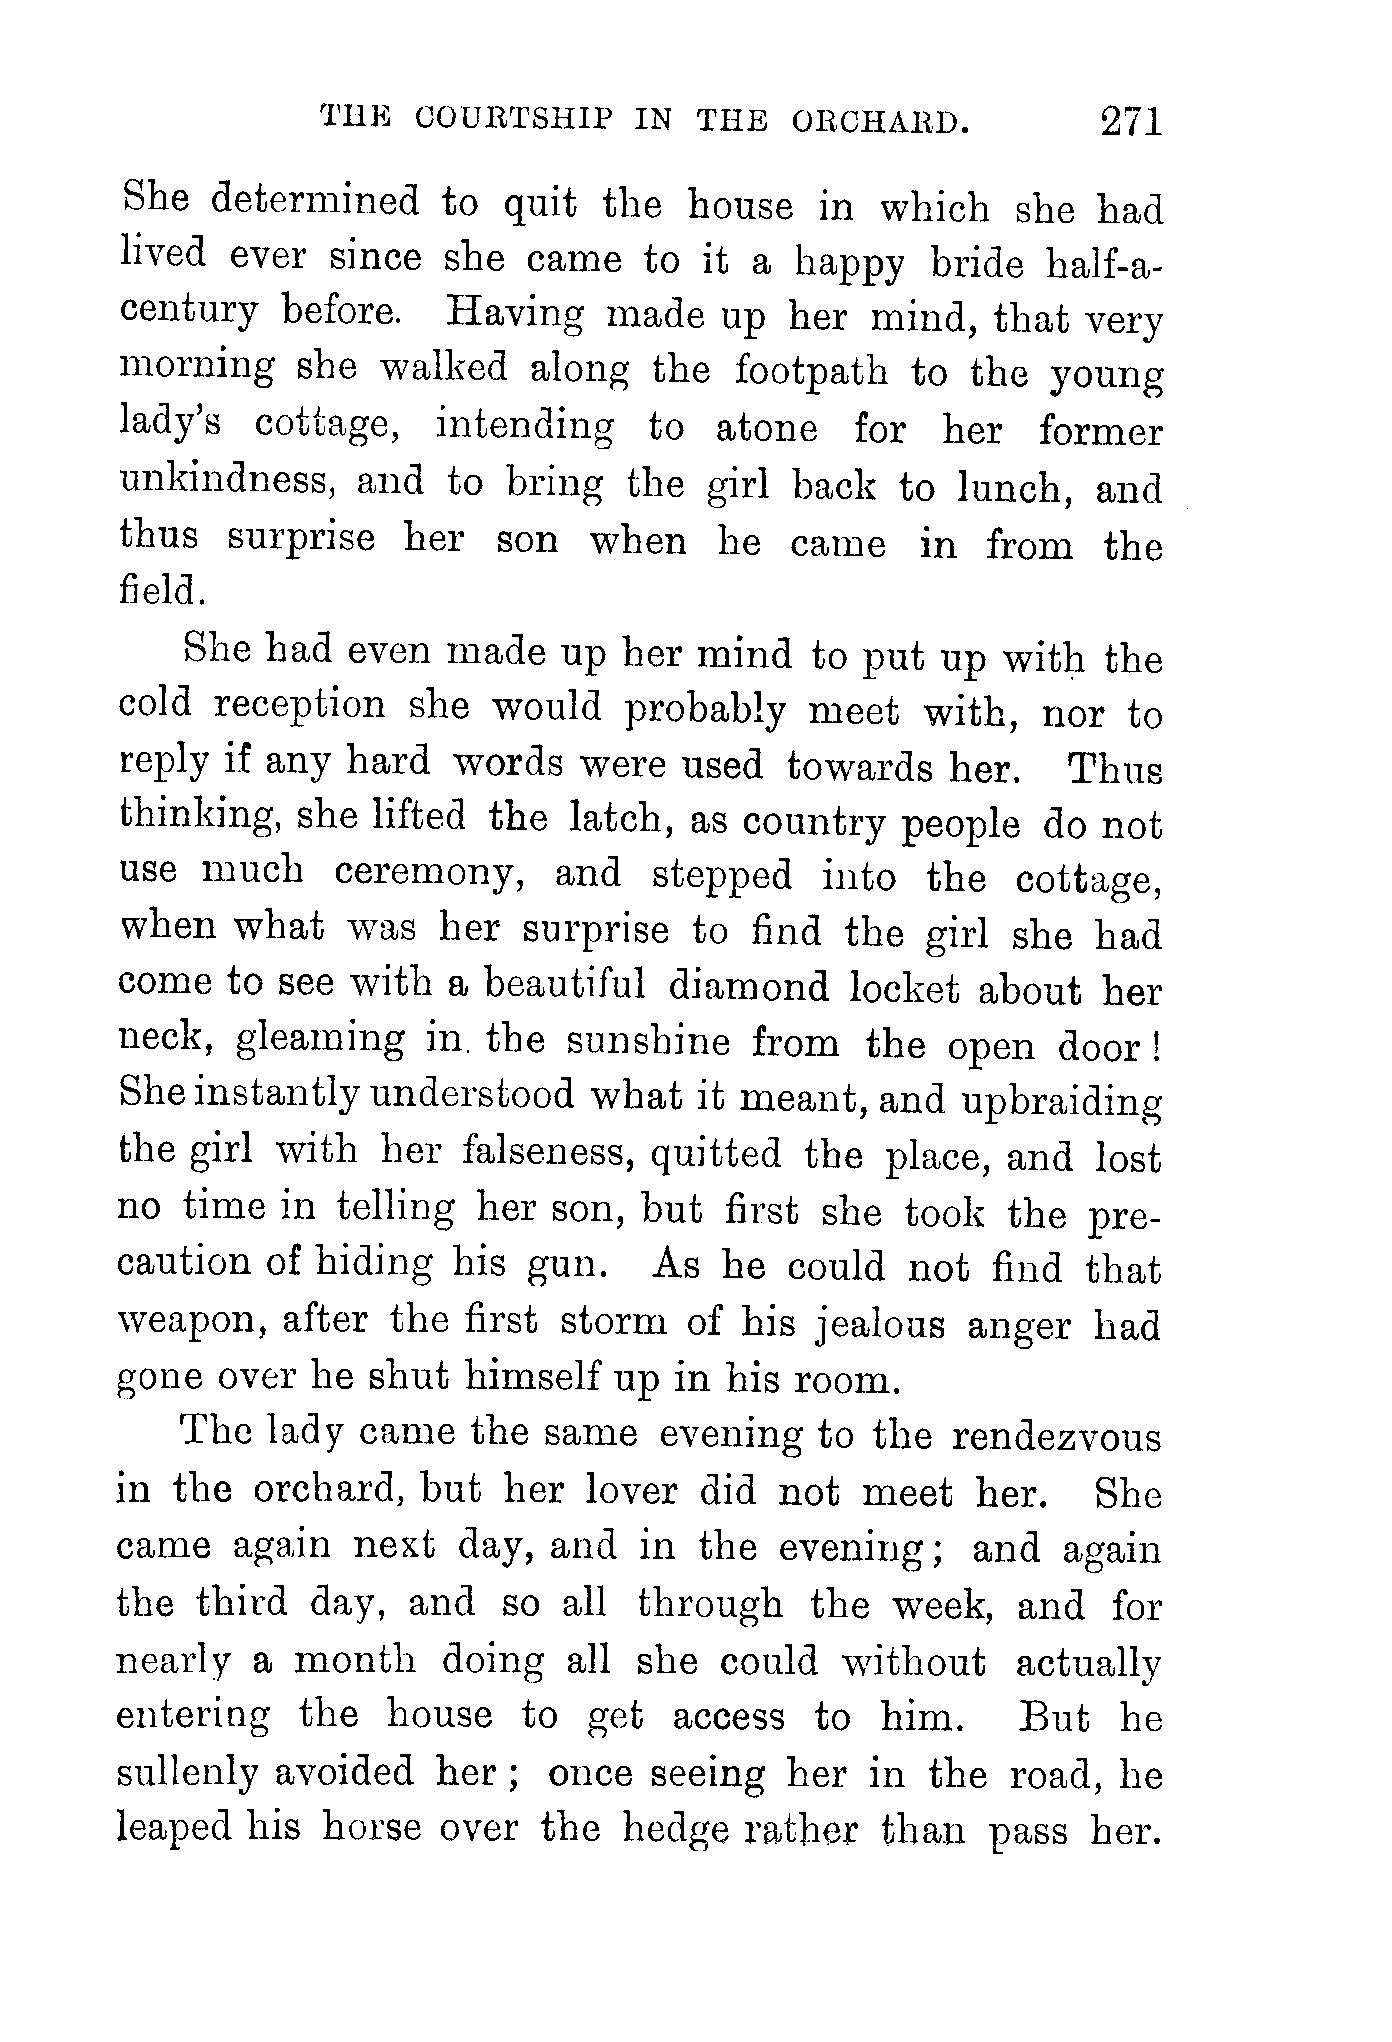 THE COURTSHIP IN THE ORCHARD. 271
She determined to quit the house in which she had
lived ever since she came to it a happy bride half-a-
century before. Having made up her mind, that very
morning she walked along the footpath to the young
lady's cottage, intending to atone for her former
unkindness, and to bring the girl back to lunch, and
thus surprise her son when he came in from the
field.
She had even made up her mind to put up with the
cold reception she would probably meet with, nor to
reply if any hard words were used towards her. Thus
thinking, she lifted the latch, as country people do not
use much ceremony, and stepped into the cottage,
when what was her surprise to find the girl she had
come to see with a beautiful diamond locket about her
neck, gleaming in. the sunshine from the open door!
She instantly understood what it meant, and upbraiding
the girl with her falseness, quitted the place, and lost
no time in telling her son, but first she took the pre-
caution of hiding his gun. As he could not find that
weapon, after the first storm of his jealous anger had
gone over he shut himself up in his room.
The lady came the same evening to the rendezvous
in the orchard, but her lover did not meet her. She
came again next day, and in the evening; and again
the third day, and so all through the week, and for
nearly a month doing all she could without actually
entering the house to get access to him. But he
sullenly avoided her; once seeing her in the road, he
leaped his horse over the hedge rather than pass her.